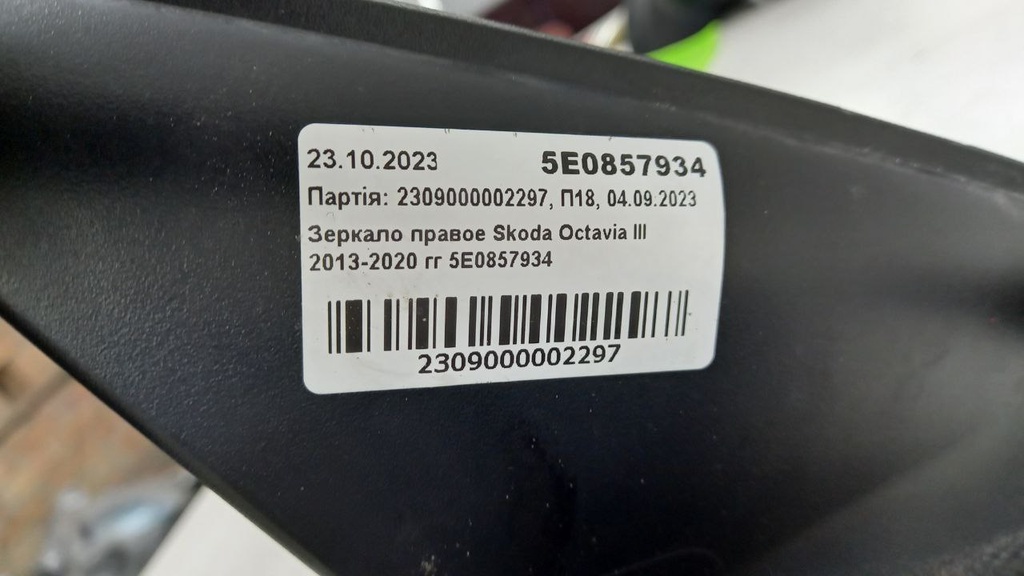 23.10.2023 5E0857934
Партія: 2309000002297, П18, 04.09.2023
Зеркало правое Skoda Octavia III
2013-2020 гг 5E0857934
2309000002297